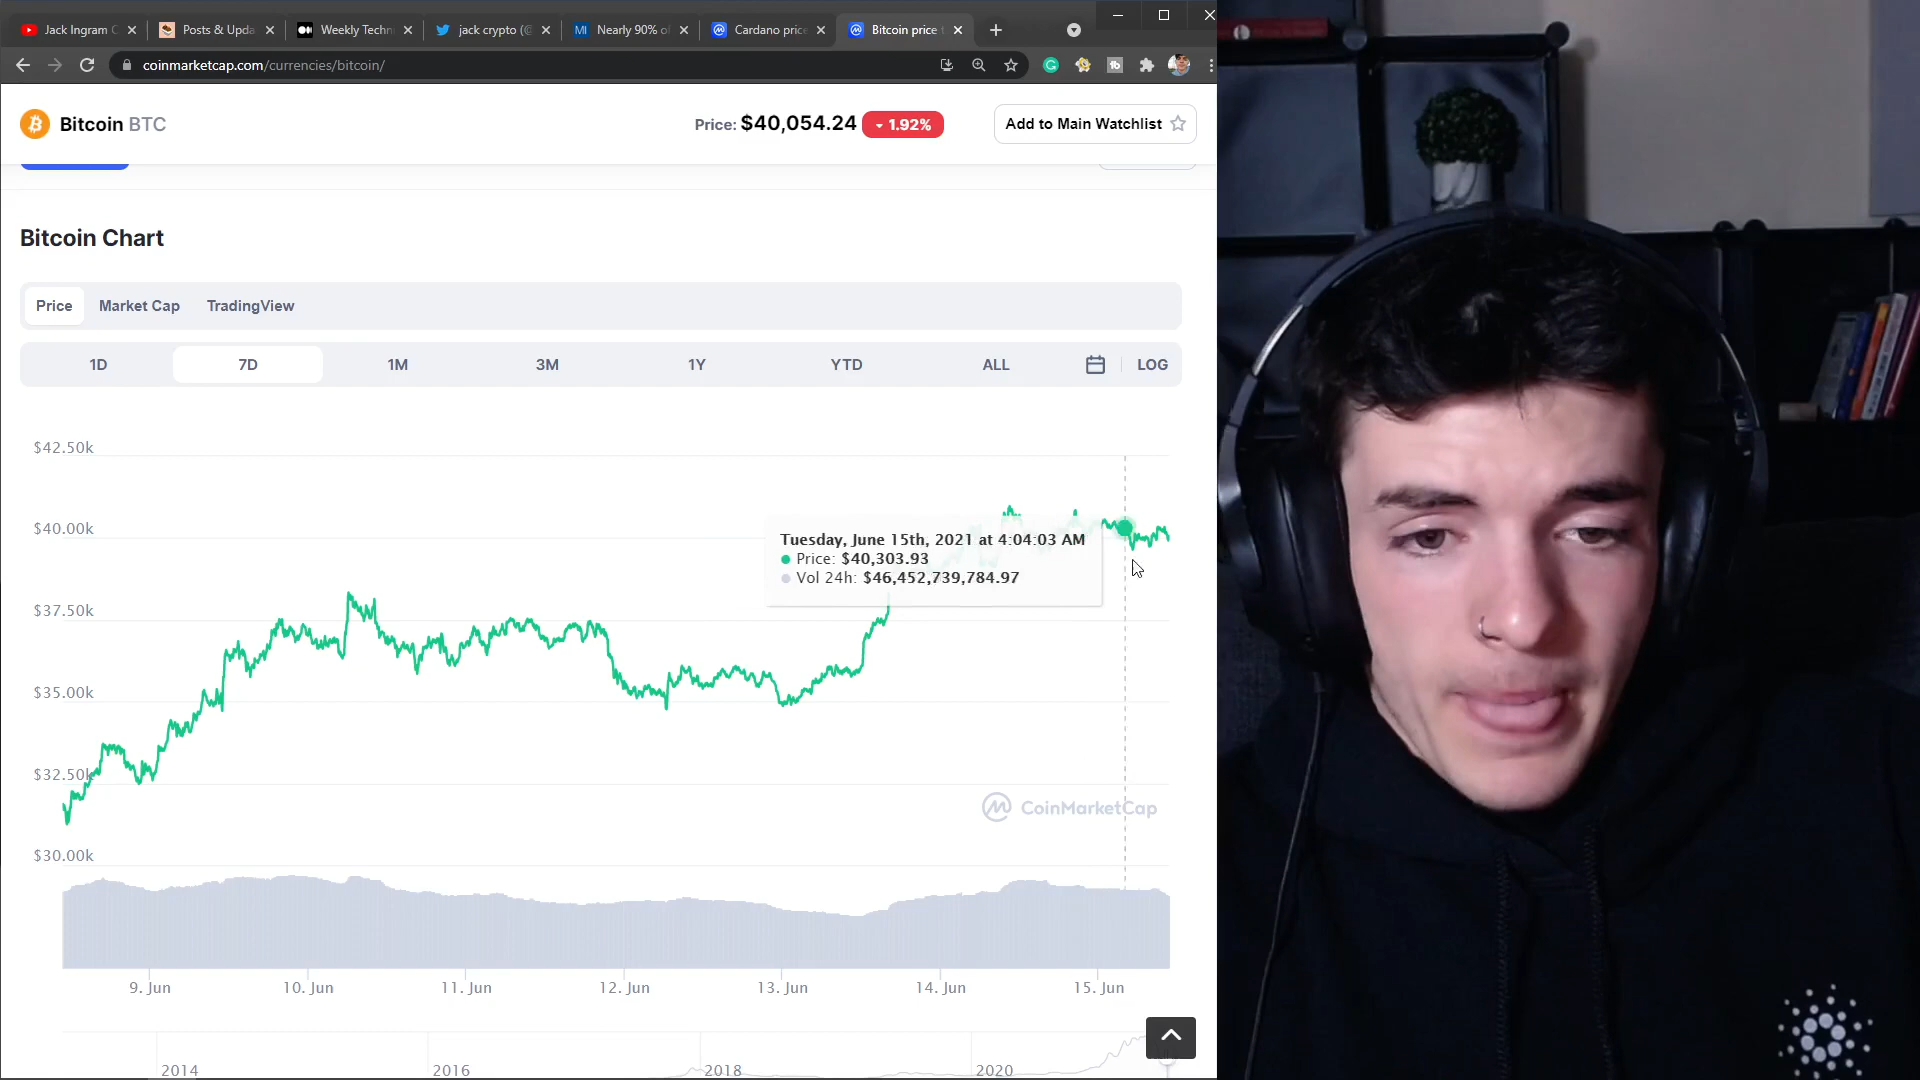 Jack Ingram C
Posts & Upda
Weekly Techn
jack crypto (@
MI Nearly 90% o
Cardano price
Bitcoin price t
coinmarketcap.com/currencies/bitcoin/
Bitcoin BTC
Price: $40,054.24 1.92%
Add to Main Watchlist
Bitcoin Chart
Price Market Cap TradingView
1D 7D 1M 3M 1Y YTD ALL LOG
$42.50k
$40.00k
$37.50k
$35.00k
$32.50k
$30.00k
Tuesday, June 15th, 2021 at 4:04:03 AM
Price: $40,303.93
Vol 24h: $46,452,739,784.97
CoinMarketCap
9. Jun 10. Jun 11. Jun 12. Jun 13. Jun 14. Jun 15. Jun
2014 2016 2018 2020